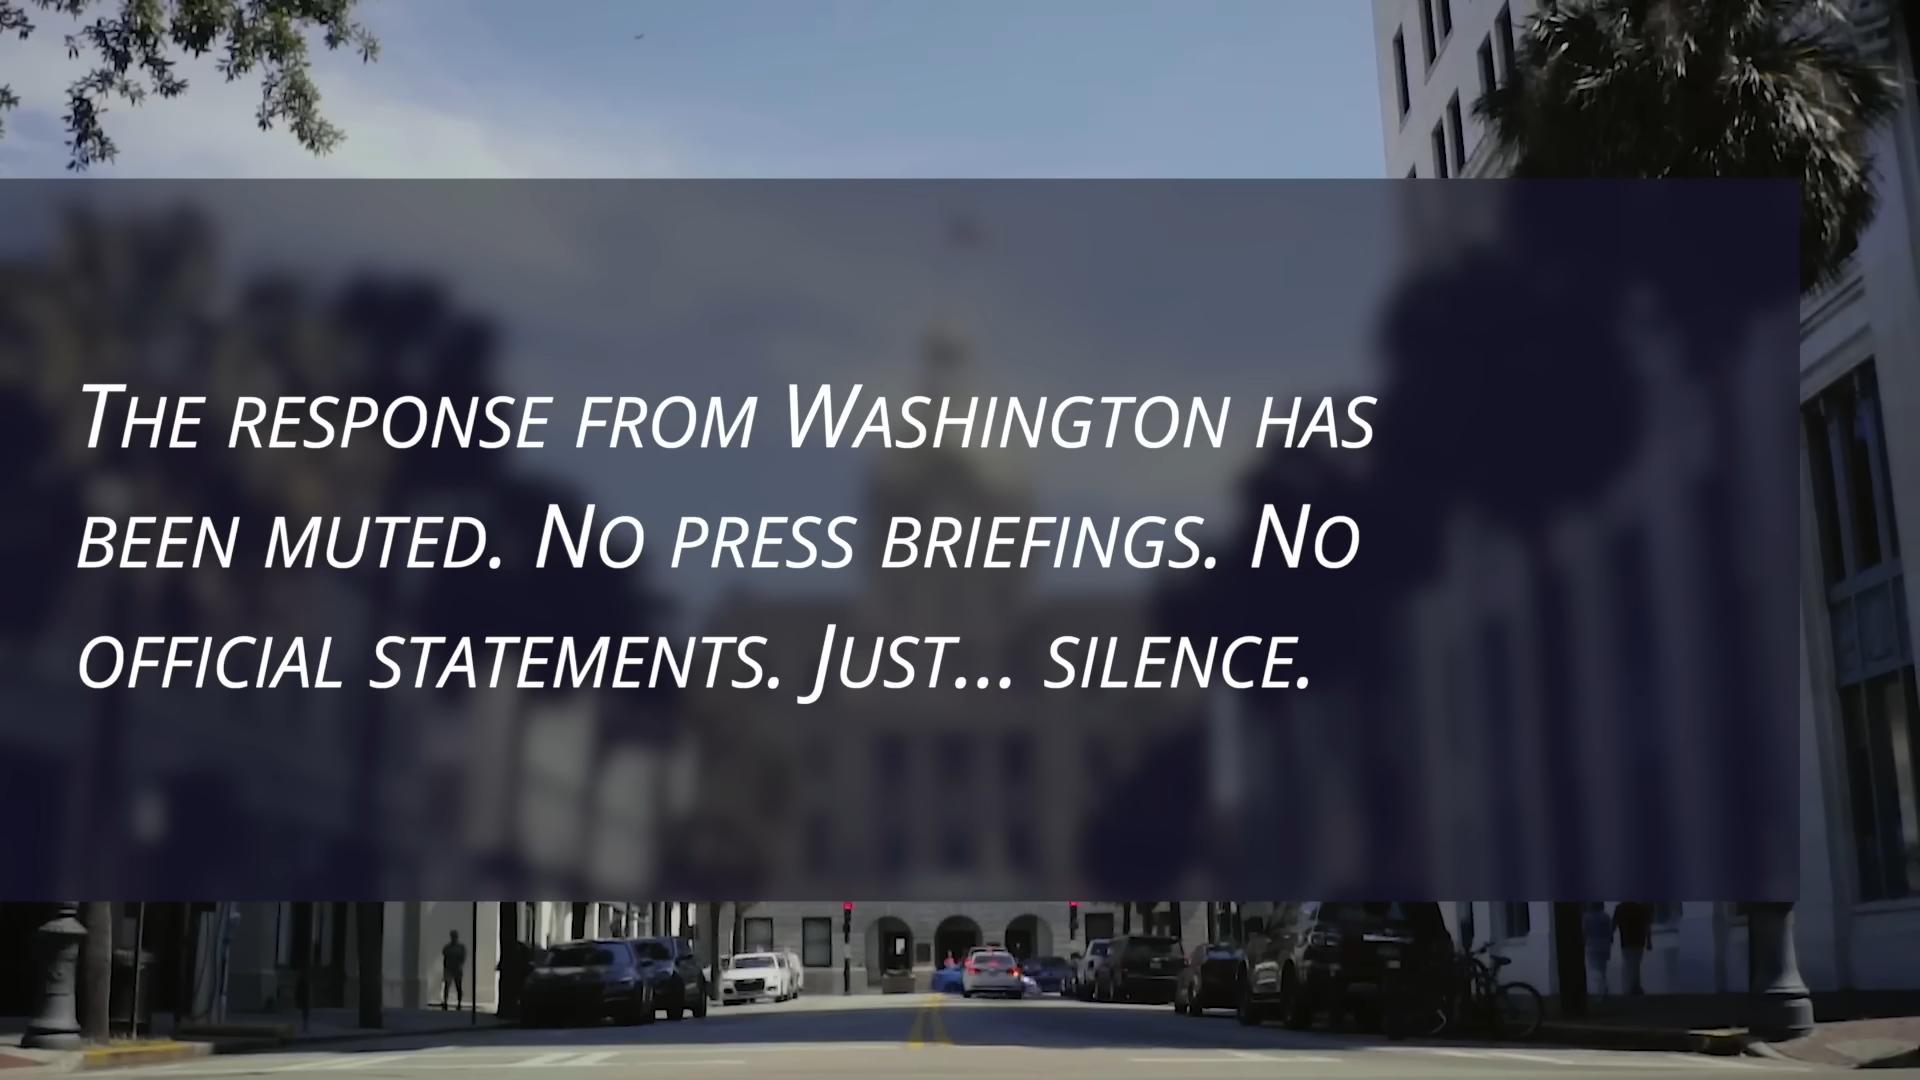 The response from Washington has
been muted. No press briefings. No
official statements. Just... silence.